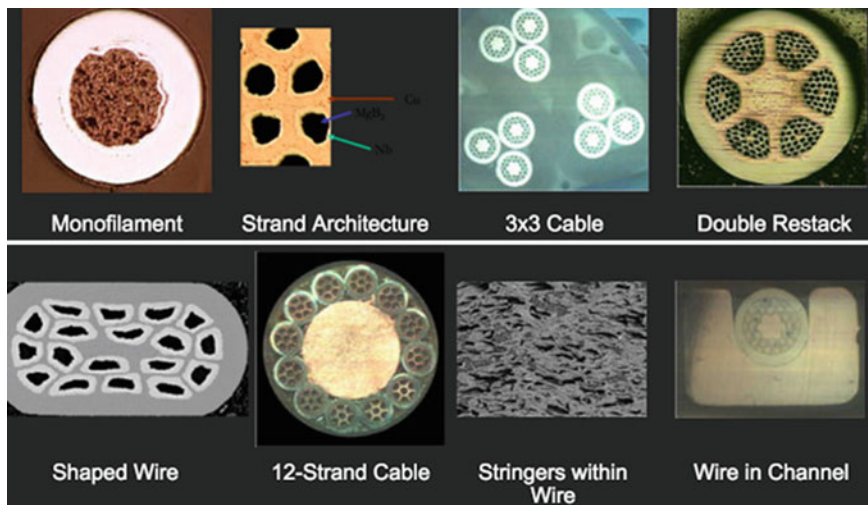 Cu
MgB₂
Nb
Monofilament
Strand Architecture
3x3 Cable
Double Restack
Shaped Wire
12-Strand Cable
Stringers within
Wire
Wire in Channel